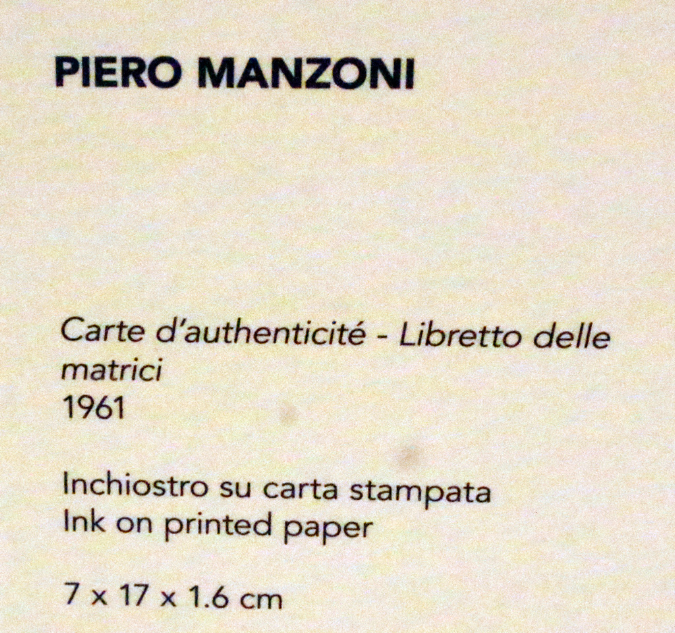 PIERO MANZONI
Carte d'authenticité - Libretto delle
matrici
1961
Inchiostro su carta stampata
Ink on printed paper
7 x 17 x 1.6 cm